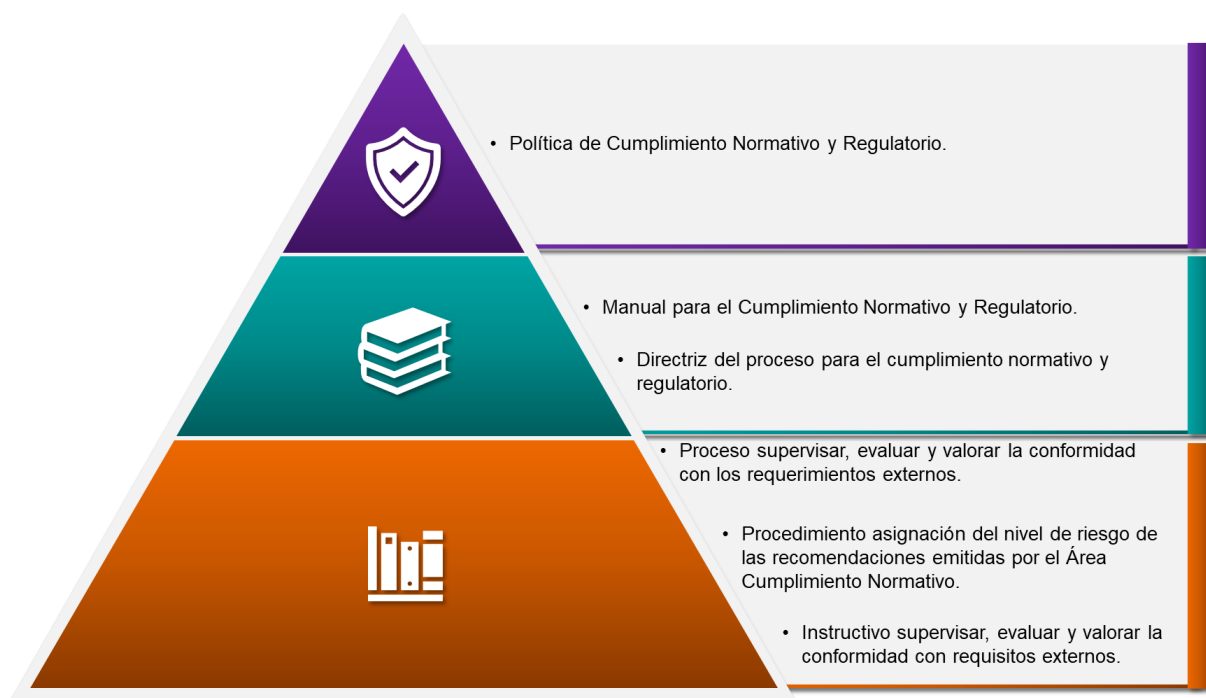 • Política de Cumplimiento Normativo y Regulatorio.
• Manual para el Cumplimiento Normativo y Regulatorio.
• Directriz del proceso para el cumplimiento normativo y
regulatorio.
• Proceso supervisar, evaluar y valorar la conformidad
con los requerimientos externos.
• Procedimiento asignación del nivel de riesgo de
las recomendaciones emitidas por el Área
Cumplimiento Normativo.
• Instructivo supervisar, evaluar y valorar la
conformidad con requisitos externos.